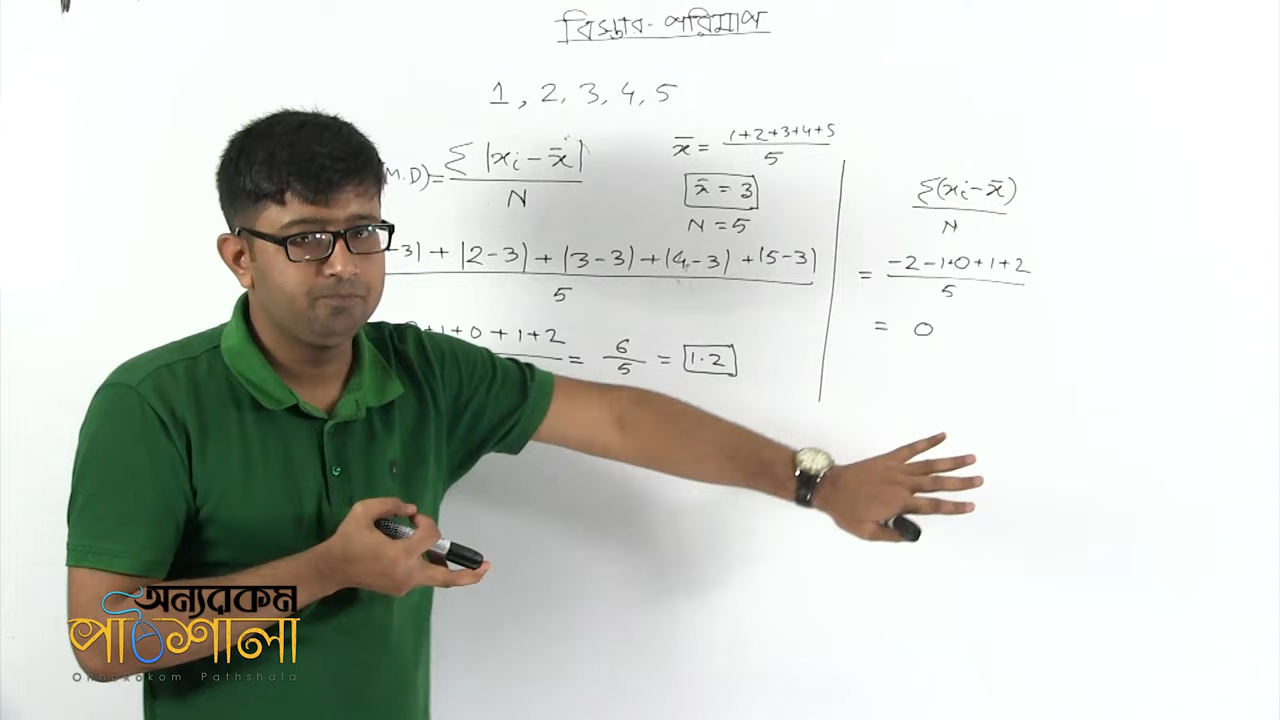 বিস্তার-পরিমাপ
1, 2, 3, 4, 5
M.D) = Σ |xᵢ - x̄| / N
x̄ = 1+2+3+4+5 / 5
x̄ = 3
N = 5
-3| + |2-3| + |3-3| + |4-3| + |5-3|
5
+1+0+1+2 = 6/5 = 1.2
Σ(xᵢ - x̄) / N
= -2-1+0+1+2 / 5
= 0
অন্যরকম
পাঠশালা
Onnokokom Pathshala